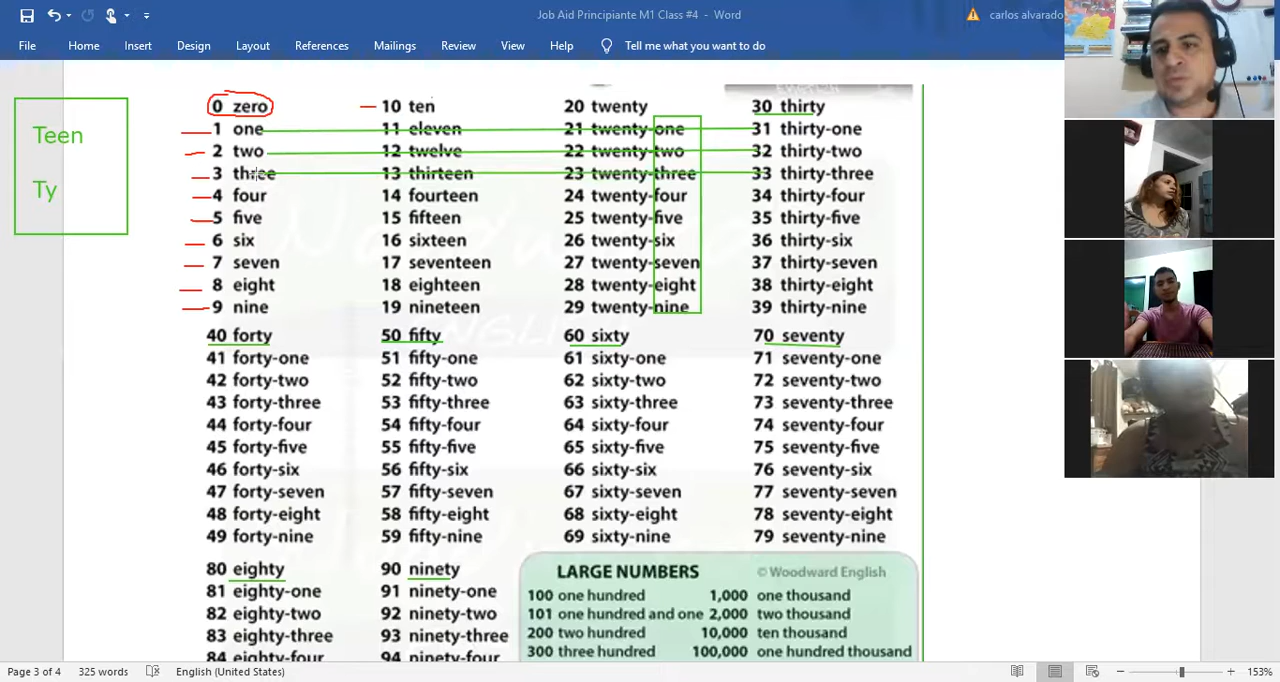 Job Aid Principiante M1 Class #4 - Word
carlos alvarado
File Home Insert Design Layout References Mailings Review View Help Tell me what you want to do
Teen
Ty
0 zero 10 ten 20 twenty 30 thirty
1 one 11 eleven 21 twenty-one 31 thirty-one
2 two 12 twelve 22 twenty-two 32 thirty-two
3 three 13 thirteen 23 twenty-three 33 thirty-three
4 four 14 fourteen 24 twenty-four 34 thirty-four
5 five 15 fifteen 25 twenty-five 35 thirty-five
6 six 16 sixteen 26 twenty-six 36 thirty-six
7 seven 17 seventeen 27 twenty-seven 37 thirty-seven
8 eight 18 eighteen 28 twenty-eight 38 thirty-eight
9 nine 19 nineteen 29 twenty-nine 39 thirty-nine
40 forty 50 fifty 60 sixty 70 seventy
41 forty-one 51 fifty-one 61 sixty-one 71 seventy-one
42 forty-two 52 fifty-two 62 sixty-two 72 seventy-two
43 forty-three 53 fifty-three 63 sixty-three 73 seventy-three
44 forty-four 54 fifty-four 64 sixty-four 74 seventy-four
45 forty-five 55 fifty-five 65 sixty-five 75 seventy-five
46 forty-six 56 fifty-six 66 sixty-six 76 seventy-six
47 forty-seven 57 fifty-seven 67 sixty-seven 77 seventy-seven
48 forty-eight 58 fifty-eight 68 sixty-eight 78 seventy-eight
49 forty-nine 59 fifty-nine 69 sixty-nine 79 seventy-nine
80 eighty 90 ninety
81 eighty-one 91 ninety-one
82 eighty-two 92 ninety-two
83 eighty-three 93 ninety-three
84 eighty-four 94 ninety-four
LARGE NUMBERS © Woodward English
100 one hundred 1,000 one thousand
101 one hundred and one 2,000 two thousand
200 two hundred 10,000 ten thousand
300 three hundred 100,000 one hundred thousand
Page 3 of 4 325 words English (United States) 153%